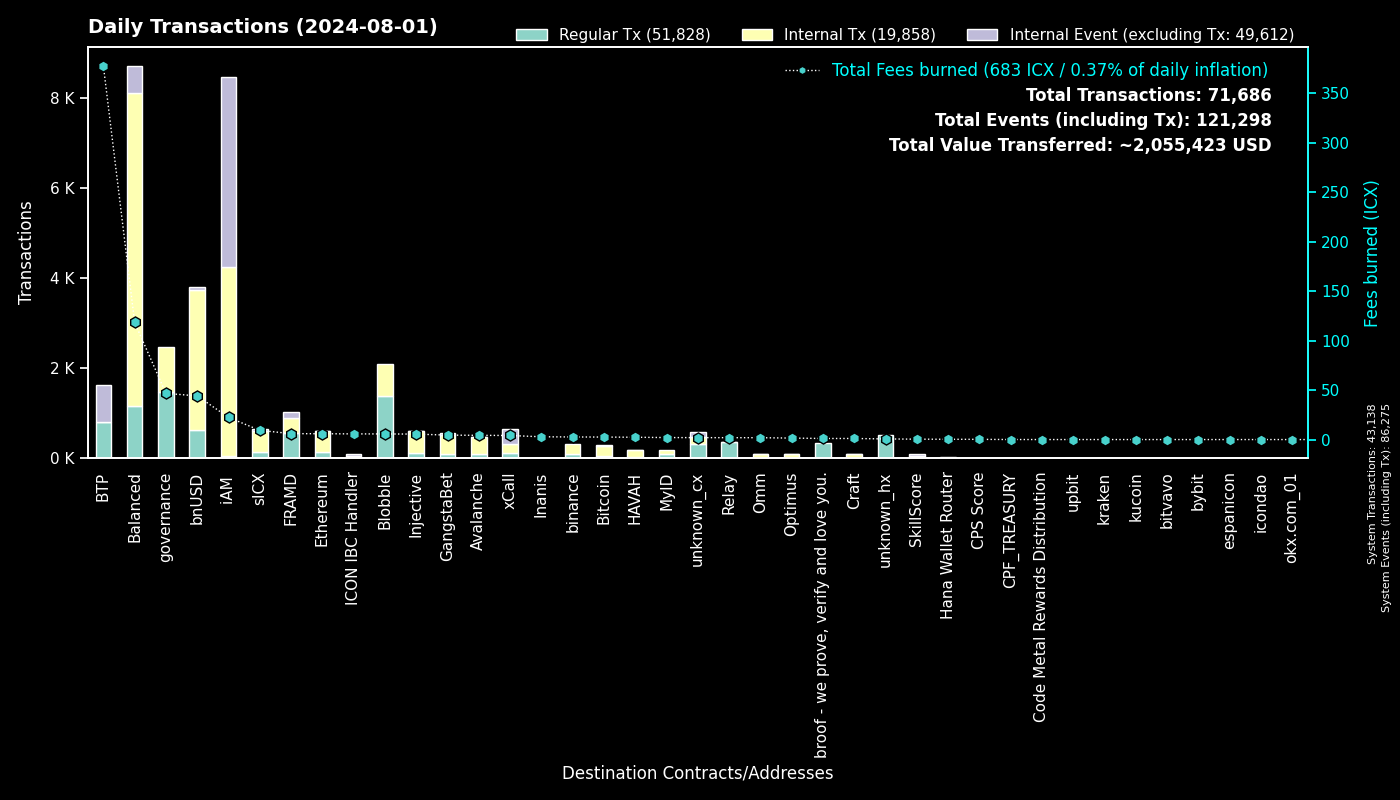 Daily Transactions (2024-08-01)
Regular Tx (51,828)
Internal Tx (19,858)
Internal Event (excluding Tx: 49,612)
Total Fees burned (683 ICX / 0.37% of daily inflation)
Total Transactions: 71,686
Total Events (including Tx): 121,298
Total Value Transferred: ~2,055,423 USD
Transactions
8 K
6 K
4 K
2 K
0 K
350
300
250
200
150
100
50
0
Fees burned (ICX)
System Transactions: 43,138
System Events (including Tx): 86,275
BTP
Balanced
governance
bnUSD
iAM
sICX
FRAMD
Ethereum
ICON IBC Handler
Blobble
Injective
GangstaBet
Avalanche
xCall
Inanis
binance
Bitcoin
HAVAH
MyID
unknown_cx
Relay
Omm
Optimus
broof - we prove, verify and love you.
Craft
unknown_hx
SkillScore
Hana Wallet Router
CPS Score
CPF_TREASURY
Code Metal Rewards Distribution
upbit
kraken
kucoin
bitvavo
bybit
espanicon
icondao
okx.com_01
Destination Contracts/Addresses